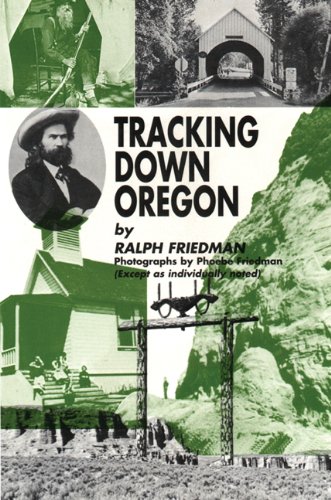 TRACKING
DOWN
OREGON
by
RALPH FRIEDMAN
Photographs by Phoebe Friedman
(Except as individually noted)